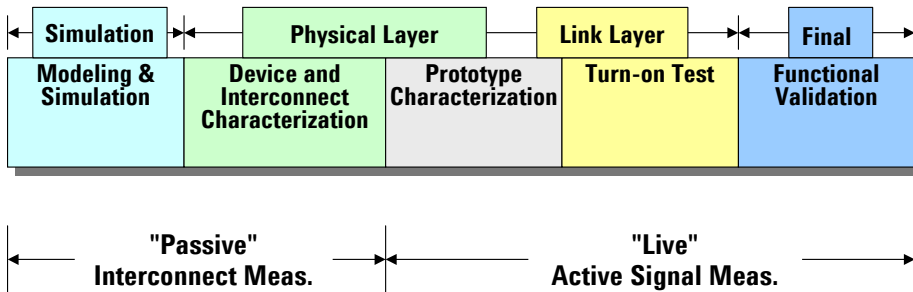 Simulation
Physical Layer
Link Layer
Final
Modeling &
Simulation
Device and
Interconnect
Characterization
Prototype
Characterization
Turn-on Test
Functional
Validation
"Passive"
Interconnect Meas.
"Live"
Active Signal Meas.